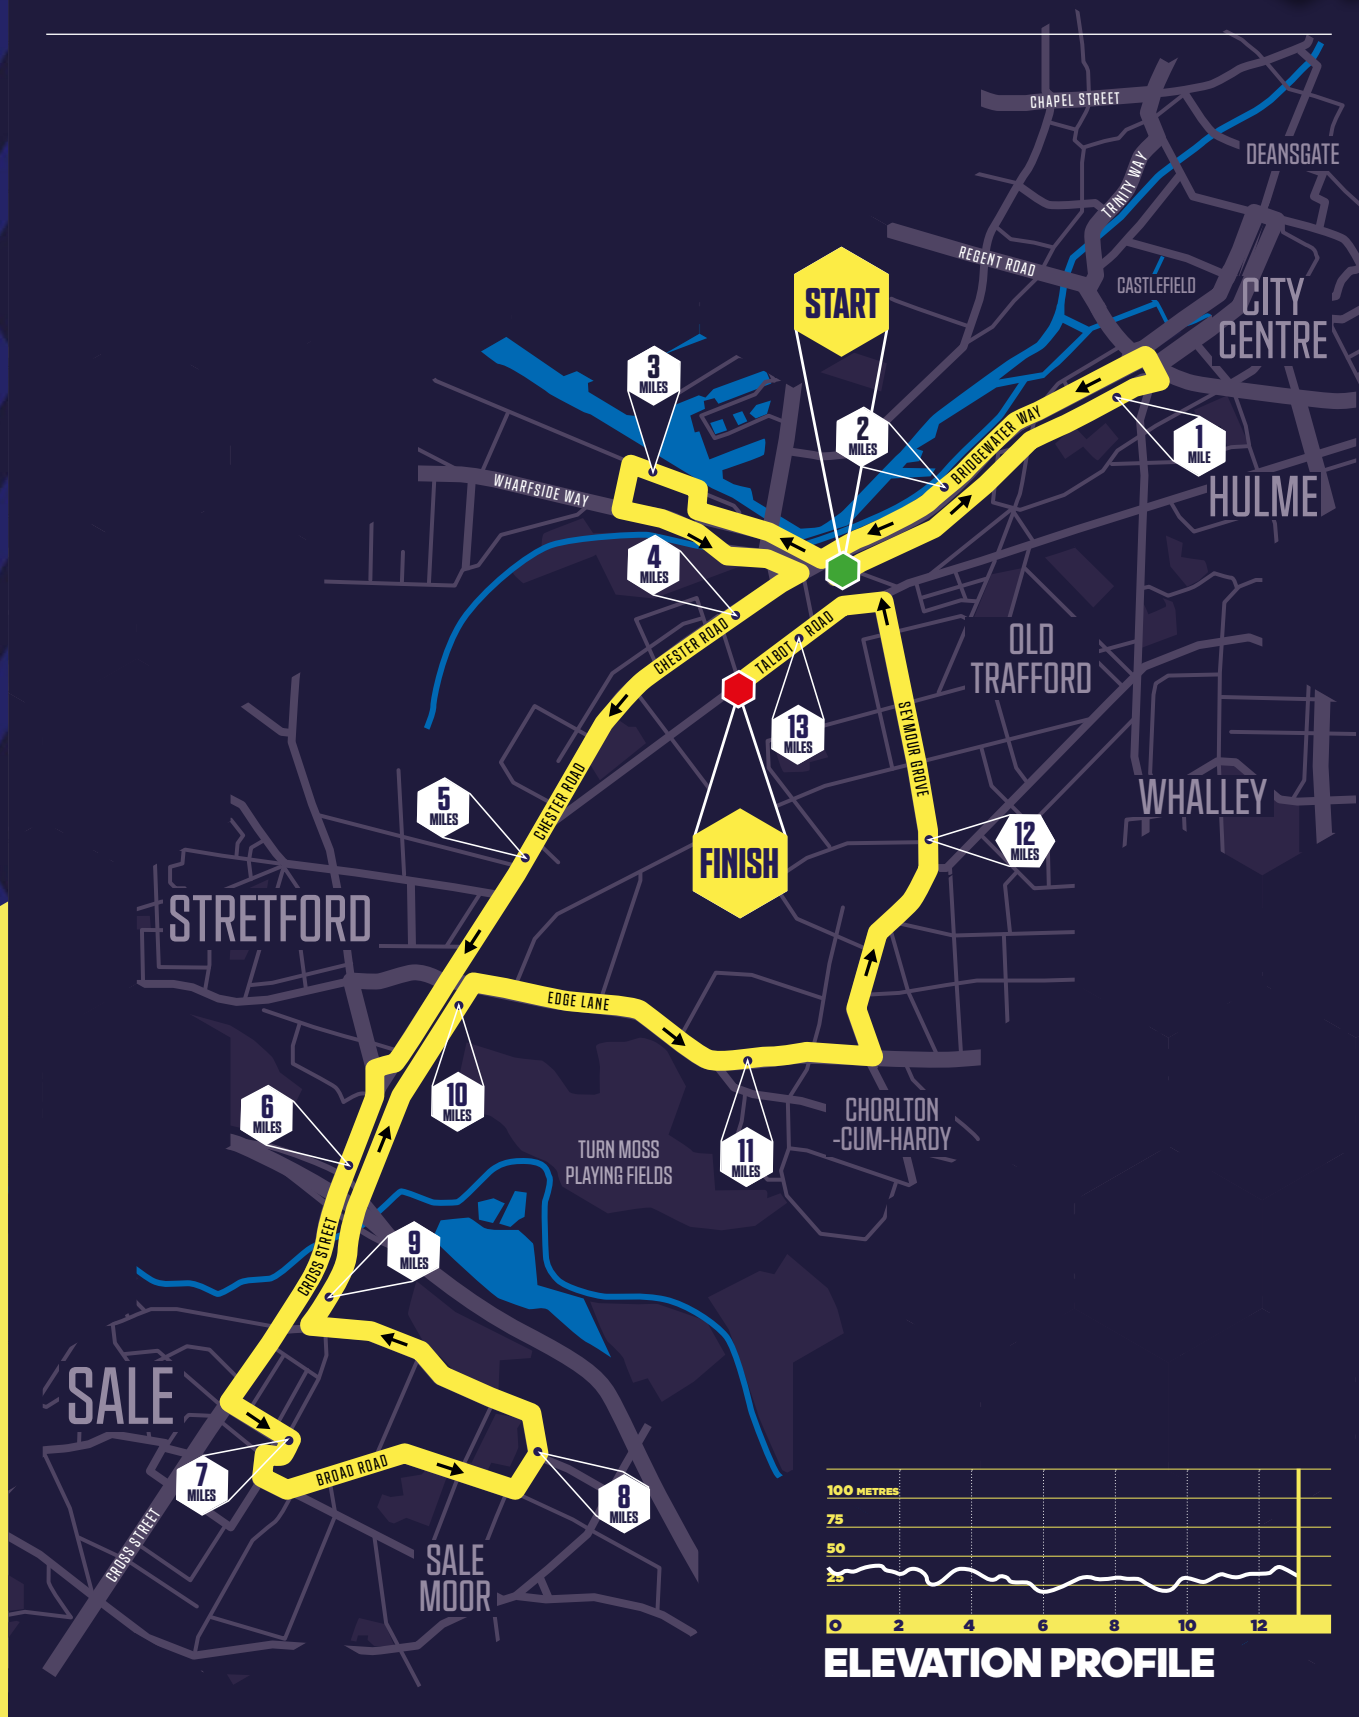 CHAPEL STREET
DEANSGATE
TRINITY WAY
REGENT ROAD
CASTLEFIELD
CITY
CENTRE
START
3
MILES
2
MILES
BRIDGEWATER WAY
1
MILE
HULME
WHARFSIDE WAY
4
MILES
CHESTER ROAD
TALBOT ROAD
OLD
TRAFFORD
13
MILES
SEYMOUR GROVE
WHALLEY
5
MILES
CHESTER ROAD
12
MILES
FINISH
STRETFORD
EDGE LANE
10
MILES
6
MILES
11
MILES
CHORLTON
-CUM-HARDY
TURN MOSS
PLAYING FIELDS
CROSS STREET
9
MILES
SALE
7
MILES
BROAD ROAD
8
MILES
CROSS STREET
SALE
MOOR
100 METRES
75
50
25
0 2 4 6 8 10 12
ELEVATION PROFILE